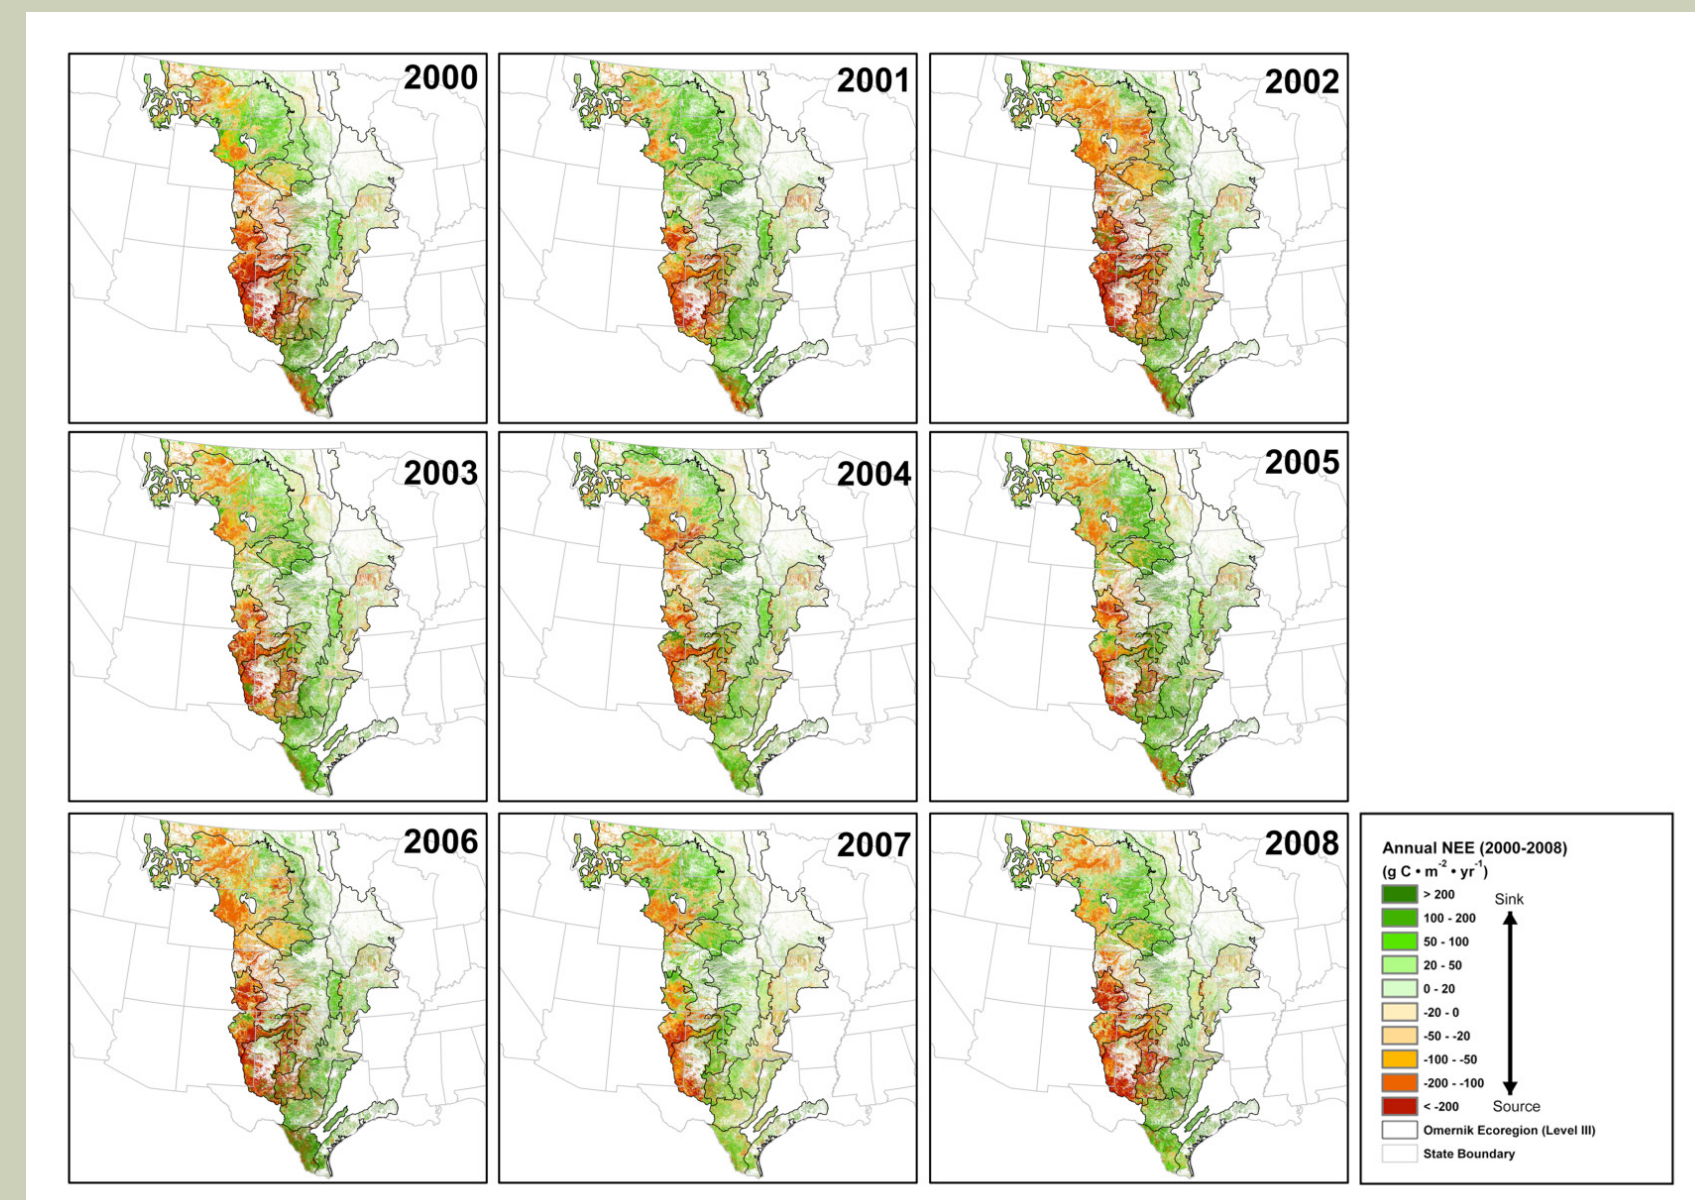 2000
2001
2002
2003
2004
2005
2006
2007
2008
Annual NEE (2000-2008)
(g C • m⁻² • yr⁻¹)
> 200
Sink
100 - 200
50 - 100
20 - 50
0 - 20
-20 - 0
-50 - -20
-100 - -50
-200 - -100
< -200
Source
Omernik Ecoregion (Level III)
State Boundary